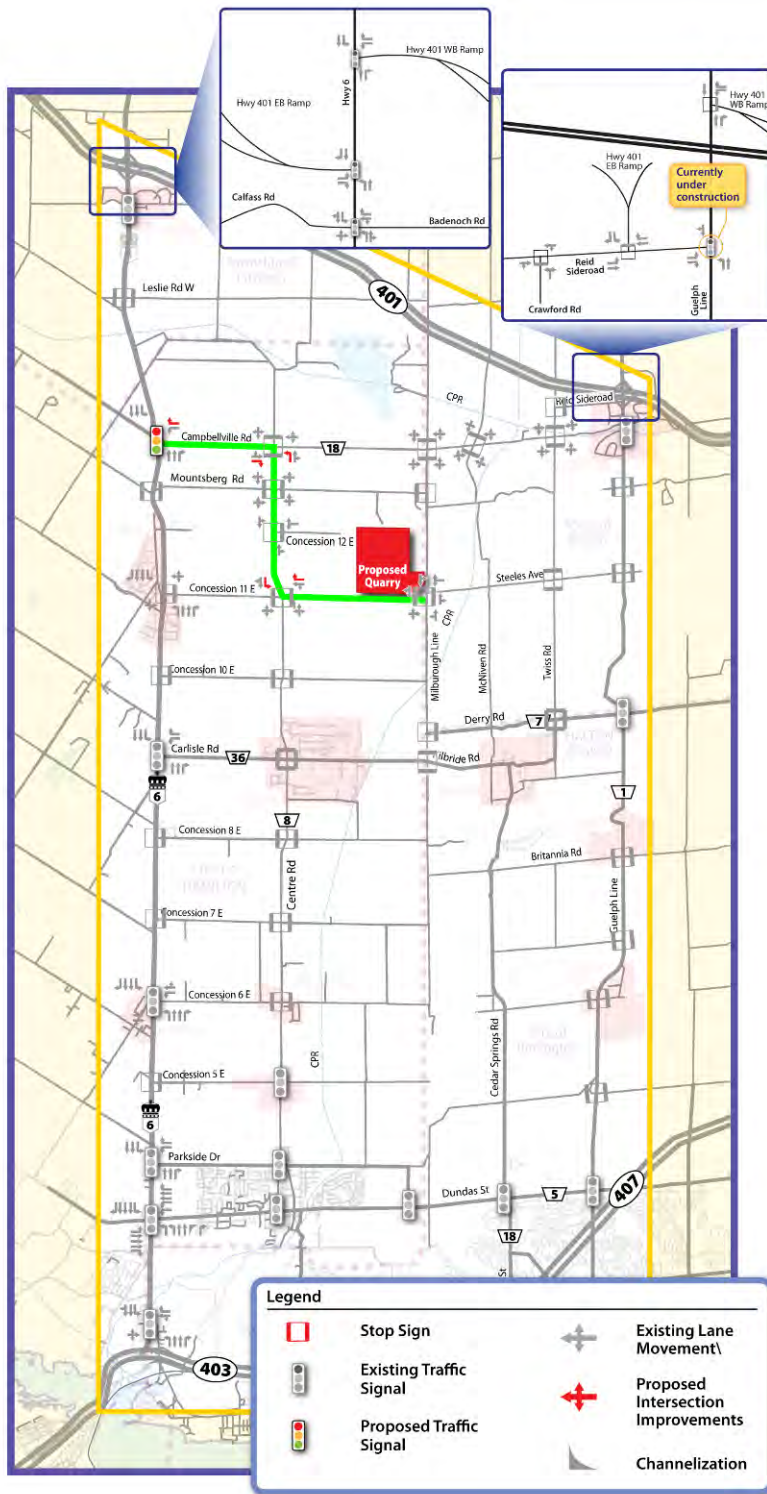 Hwy 401 WB Ramp
Hwy 6
Hwy 401 EB Ramp
Calfass Rd
Badenoch Rd
Hwy 401
WB Ramp
Hwy 401
EB Ramp
Currently
under
construction
Reid
Sideroad
Guelph
Line
Crawford Rd
Leslie Rd W
401
CPR
Reid Sideroad
Campbellville Rd
18
Mountsberg Rd
Concession 12 E
Proposed
Quarry
Steeles Ave
Concession 11 E
CPR
Milburough Line
McNiven Rd
Twiss Rd
Concession 10 E
Derry Rd
7
Carlisle Rd
36
ilbride Rd
6
1
8
Concession 8 E
Britannia Rd
Centre Rd
Guelph Line
Concession 7 E
Concession 6 E
Cedar Springs Rd
CPR
Concession 5 E
6
Parkside Dr
Dundas St
5
407
18
St
403
Legend
Stop Sign
Existing Traffic
Signal
Proposed Traffic
Signal
Existing Lane
Movement\
Proposed
Intersection
Improvements
Channelization